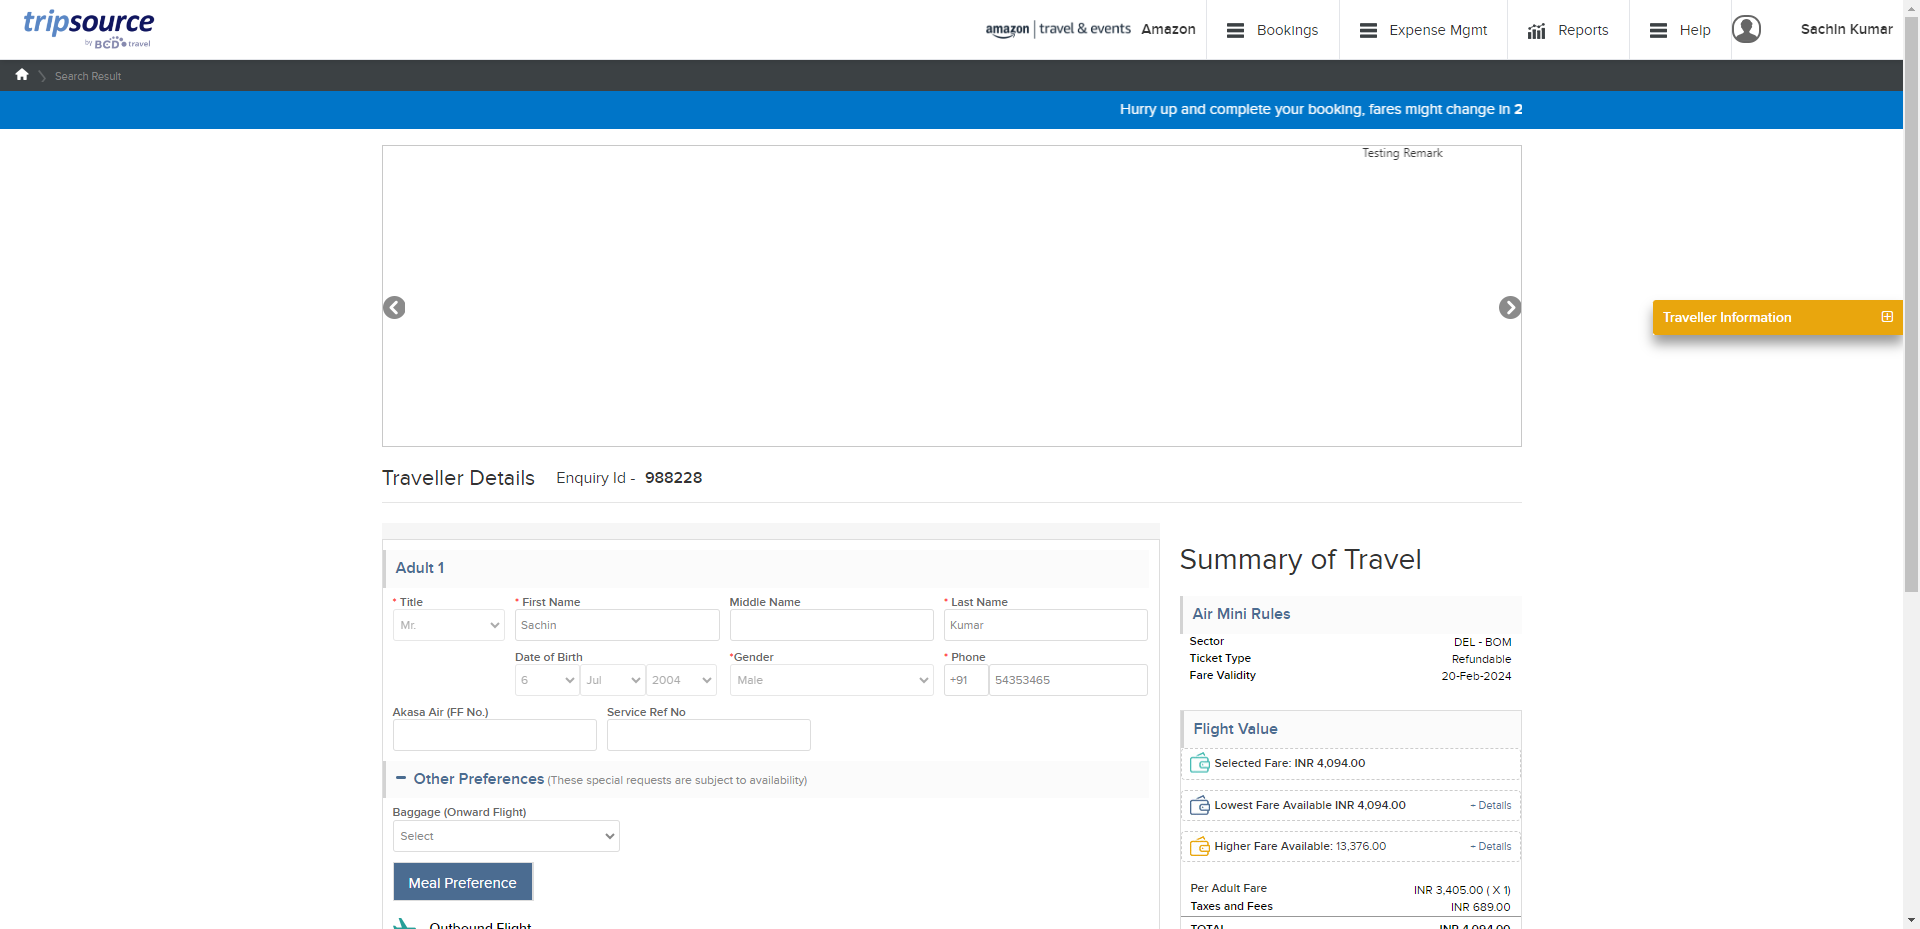 tripsource
by BCD travel
amazon | travel & events Amazon
Bookings
Expense Mgmt
Reports
Help
Sachin Kumar
Search Result
Hurry up and complete your booking, fares might change in 2
Testing Remark
Traveller Information
Traveller Details Enquiry Id - 988228
Adult 1
* Title
* First Name
Middle Name
* Last Name
Mr.
Sachin
Kumar
Date of Birth
*Gender
* Phone
6
Jul
2004
Male
+91
54353465
Akasa Air (FF No.)
Service Ref No
Other Preferences (These special requests are subject to availability)
Baggage (Onward Flight)
Select
Meal Preference
Outbound Flight
Summary of Travel
Air Mini Rules
Sector DEL - BOM
Ticket Type Refundable
Fare Validity 20-Feb-2024
Flight Value
Selected Fare: INR 4,094.00
Lowest Fare Available INR 4,094.00 + Details
Higher Fare Available: 13,376.00 + Details
Per Adult Fare INR 3,405.00 ( X 1)
Taxes and Fees INR 689.00
TOTAL INR 4,094.00